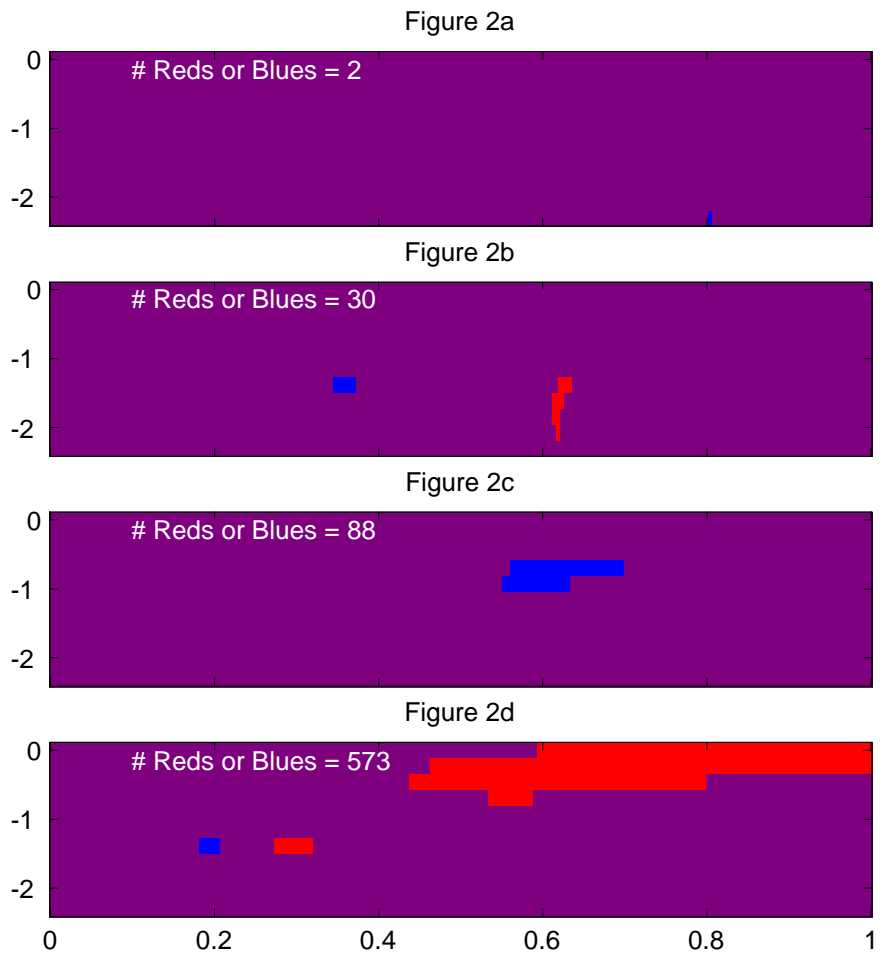 Figure 2a
# Reds or Blues = 2
0
-1
-2
Figure 2b
# Reds or Blues = 30
0
-1
-2
Figure 2c
# Reds or Blues = 88
0
-1
-2
Figure 2d
# Reds or Blues = 573
0
-1
-2
0 0.2 0.4 0.6 0.8 1